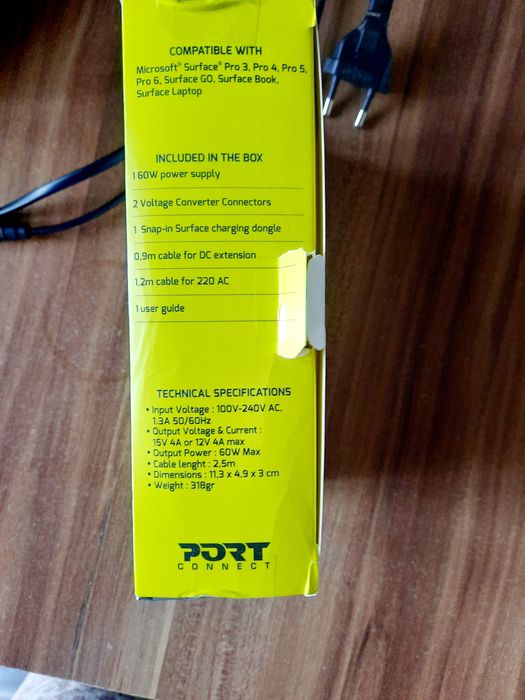 COMPATIBLE WITH
Microsoft® Surface® Pro 3, Pro 4, Pro 5,
Pro 6, Surface GO, Surface Book,
Surface Laptop
INCLUDED IN THE BOX
1 60W power supply
2 Voltage Converter Connectors
1 Snap-in Surface charging dongle
0,9m cable for DC extension
1,2m cable for 220 AC
1 user guide
TECHNICAL SPECIFICATIONS
• Input Voltage : 100V-240V AC,
1.3A 50/60Hz
• Output Voltage & Current :
15V 4A or 12V 4A max
• Output Power : 60W Max
• Cable lenght : 2,5m
• Dimensions : 11,3 x 4,9 x 3 cm
• Weight : 318gr
PORT
CONNECT